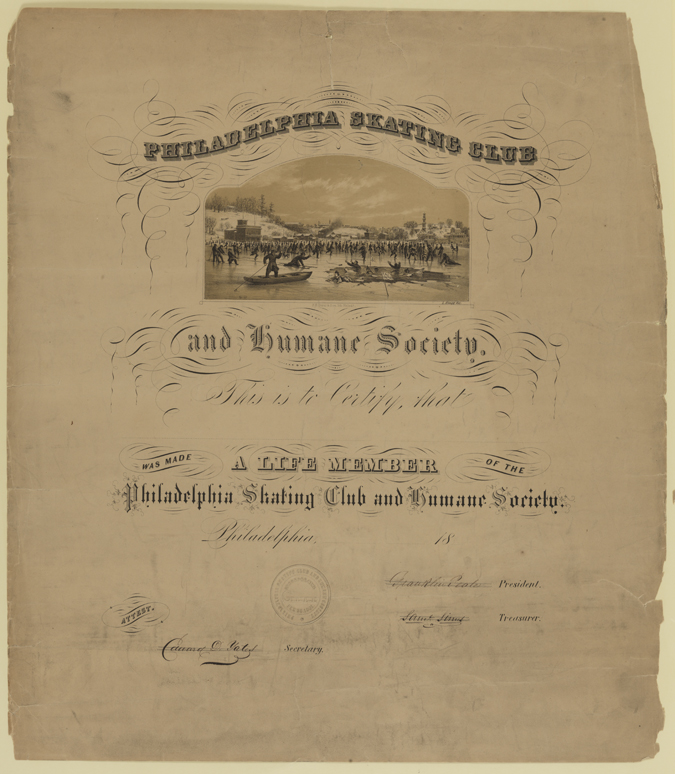 PHILADELPHIA SKATING CLUB
and Humane Society.
This is to Certify, that
WAS MADE A LIFE MEMBER OF THE
Philadelphia Skating Club and Humane Society.
Philadelphia, 18
President.
ATTEST.
Treasurer.
Secretary.